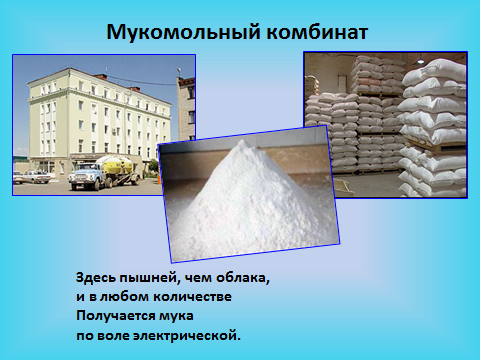 Мукомольный комбинат
Здесь пышней, чем облака,
и в любом количестве
Получается мука
по воле электрической.